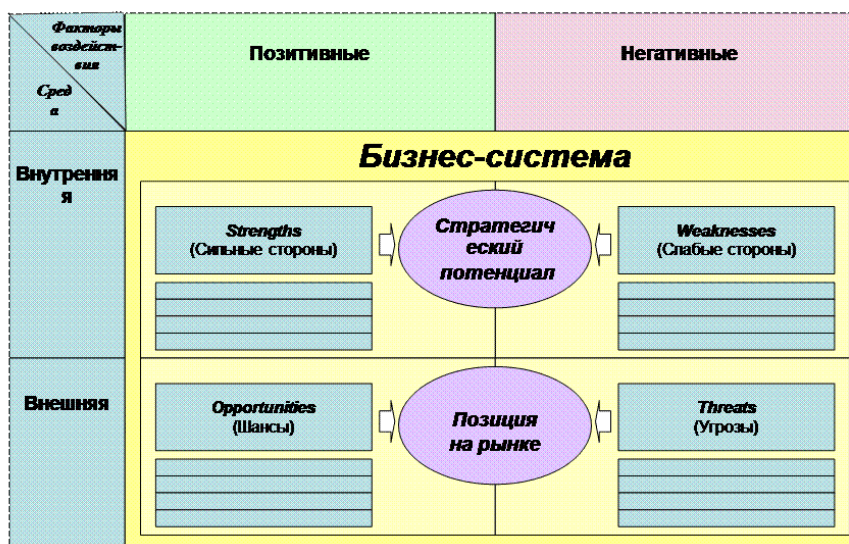 Факторы
воздейст-
вия
Сред
а
Позитивные
Негативные
Внутрення
я
Бизнес-система
Strengths
(Сильные стороны)
Стратегич
еский
потенциал
Weaknesses
(Слабые стороны)
Внешняя
Opportunities
(Шансы)
Позиция
на рынке
Threats
(Угрозы)